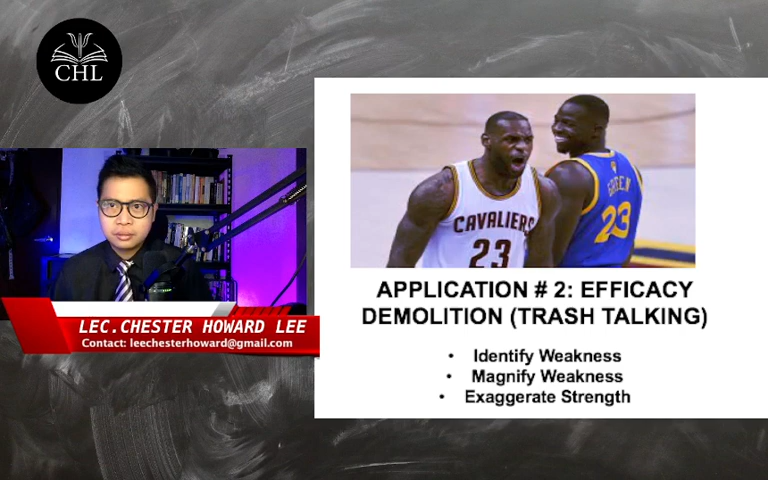 CHL
CAVALIERS
23
GREEN
23
LEC.CHESTER HOWARD LEE
Contact: leechesterhoward@gmail.com
APPLICATION # 2: EFFICACY
DEMOLITION (TRASH TALKING)
• Identify Weakness
• Magnify Weakness
• Exaggerate Strength